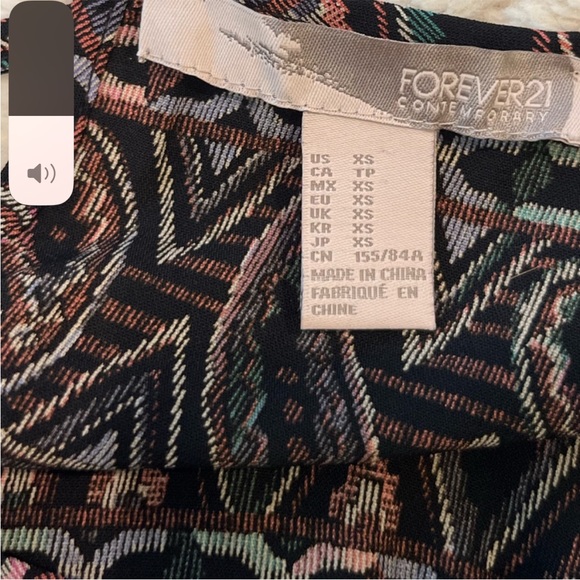 FOREVER21
CONTEMPORARY
US XS
CA TP
MX XS
EU XS
UK XS
KR XS
JP XS
CN 155/84A
MADE IN CHINA
FABRIQUÉ EN
CHINE